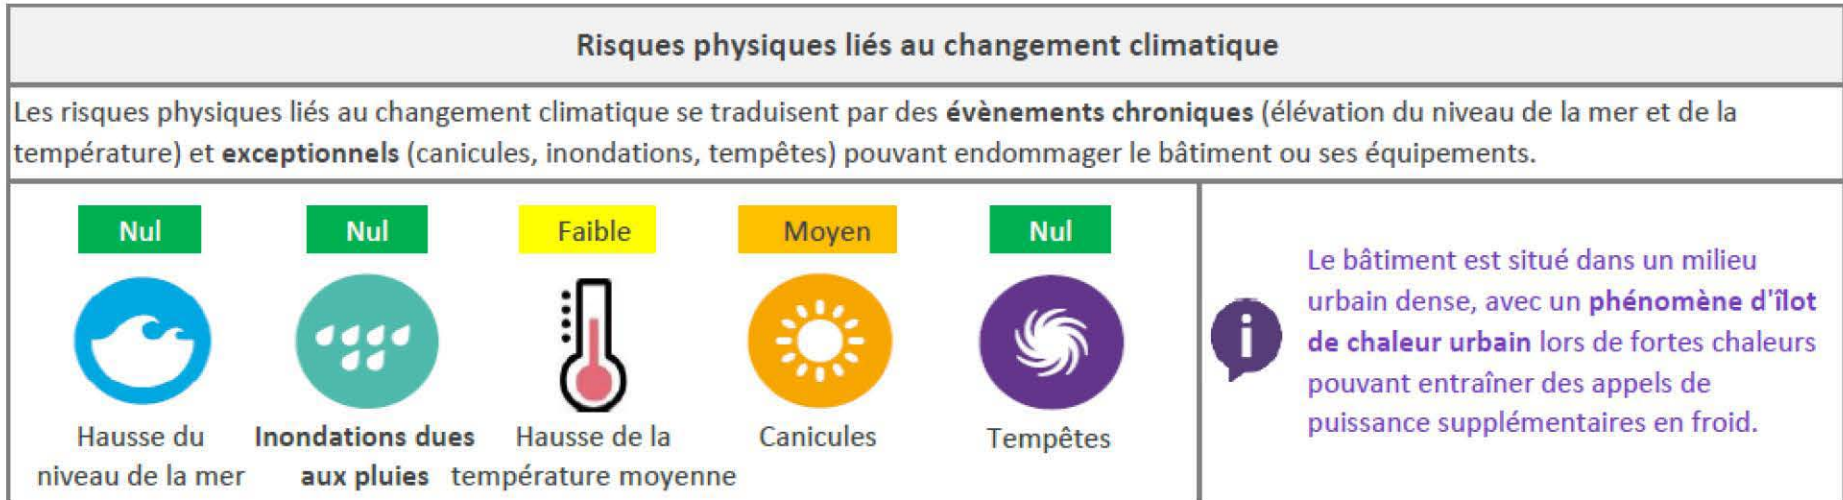 Risques physiques liés au changement climatique
Les risques physiques liés au changement climatique se traduisent par des évènements chroniques (élévation du niveau de la mer et de la
température) et exceptionnels (canicules, inondations, tempêtes) pouvant endommager le bâtiment ou ses équipements.
Nul
Nul
Faible
Moyen
Nul
Hausse du
niveau de la mer
Inondations dues
aux pluies
Hausse de la
température moyenne
Canicules
Tempêtes
i
Le bâtiment est situé dans un milieu
urbain dense, avec un phénomène d'îlot
de chaleur urbain lors de fortes chaleurs
pouvant entraîner des appels de
puissance supplémentaires en froid.